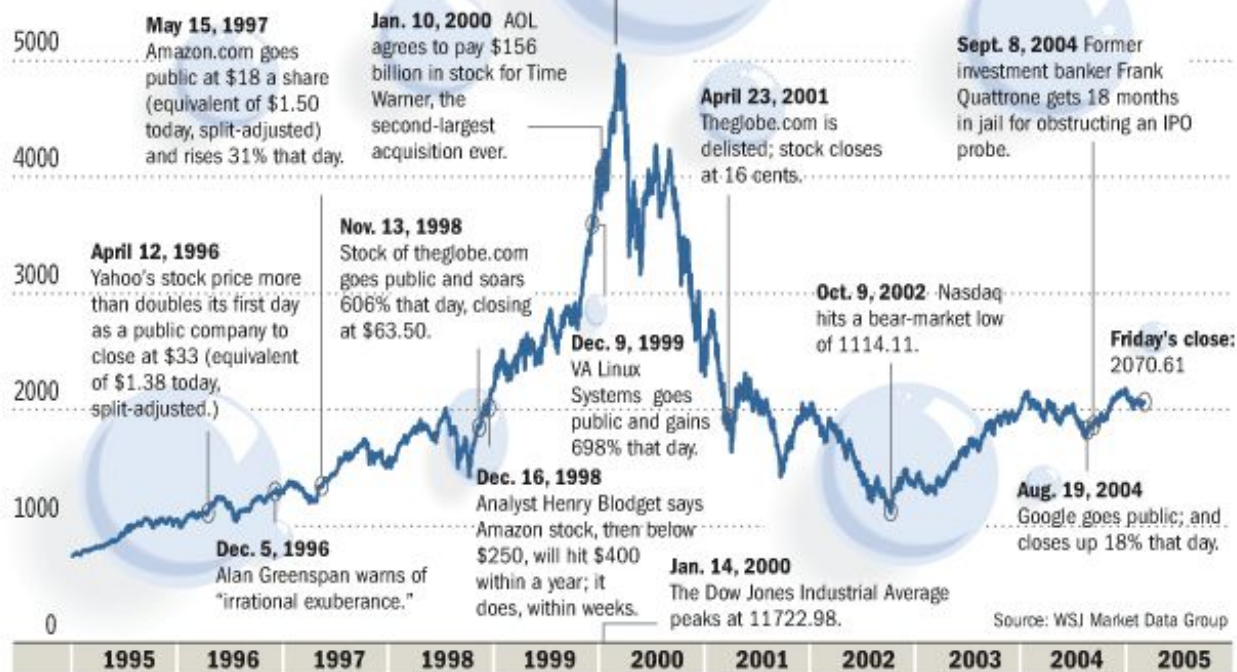 5000
4000
3000
2000
1000
0
May 15, 1997
Amazon.com goes
public at $18 a share
(equivalent of $1.50
today, split-adjusted)
and rises 31% that day.
Jan. 10, 2000 AOL
agrees to pay $156
billion in stock for Time
Warner, the
second-largest
acquisition ever.
April 23, 2001
Theglobe.com is
delisted; stock closes
at 16 cents.
Sept. 8, 2004 Former
investment banker Frank
Quattrone gets 18 months
in jail for obstructing an IPO
probe.
April 12, 1996
Yahoo's stock price more
than doubles its first day
as a public company to
close at $33 (equivalent
of $1.38 today,
split-adjusted.)
Nov. 13, 1998
Stock of theglobe.com
goes public and soars
606% that day, closing
at $63.50.
Dec. 9, 1999
VA Linux
Systems goes
public and gains
698% that day.
Oct. 9, 2002 Nasdaq
hits a bear-market low
of 1114.11.
Friday's close:
2070.61
Dec. 5, 1996
Alan Greenspan warns of
"irrational exuberance."
Dec. 16, 1998
Analyst Henry Blodget says
Amazon stock, then below
$250, will hit $400
within a year; it
does, within weeks.
Jan. 14, 2000
The Dow Jones Industrial Average
peaks at 11722.98.
Aug. 19, 2004
Google goes public; and
closes up 18% that day.
Source: WSJ Market Data Group
1995 1996 1997 1998 1999 2000 2001 2002 2003 2004 2005